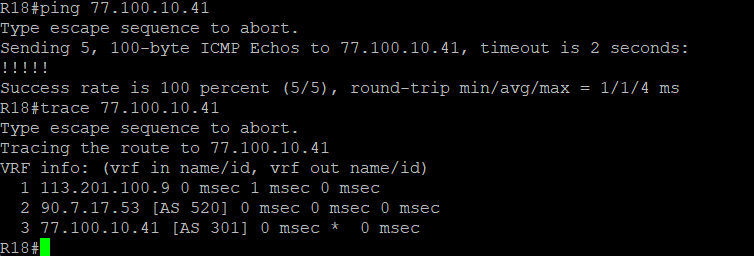 R18#ping 77.100.10.41
Type escape sequence to abort.
Sending 5, 100-byte ICMP Echos to 77.100.10.41, timeout is 2 seconds:
!!!!!
Success rate is 100 percent (5/5), round-trip min/avg/max = 1/1/4 ms
R18#trace 77.100.10.41
Type escape sequence to abort.
Tracing the route to 77.100.10.41
VRF info: (vrf in name/id, vrf out name/id)
  1 113.201.100.9 0 msec 1 msec 0 msec
  2 90.7.17.53 [AS 520] 0 msec 0 msec 0 msec
  3 77.100.10.41 [AS 301] 0 msec *  0 msec
R18#